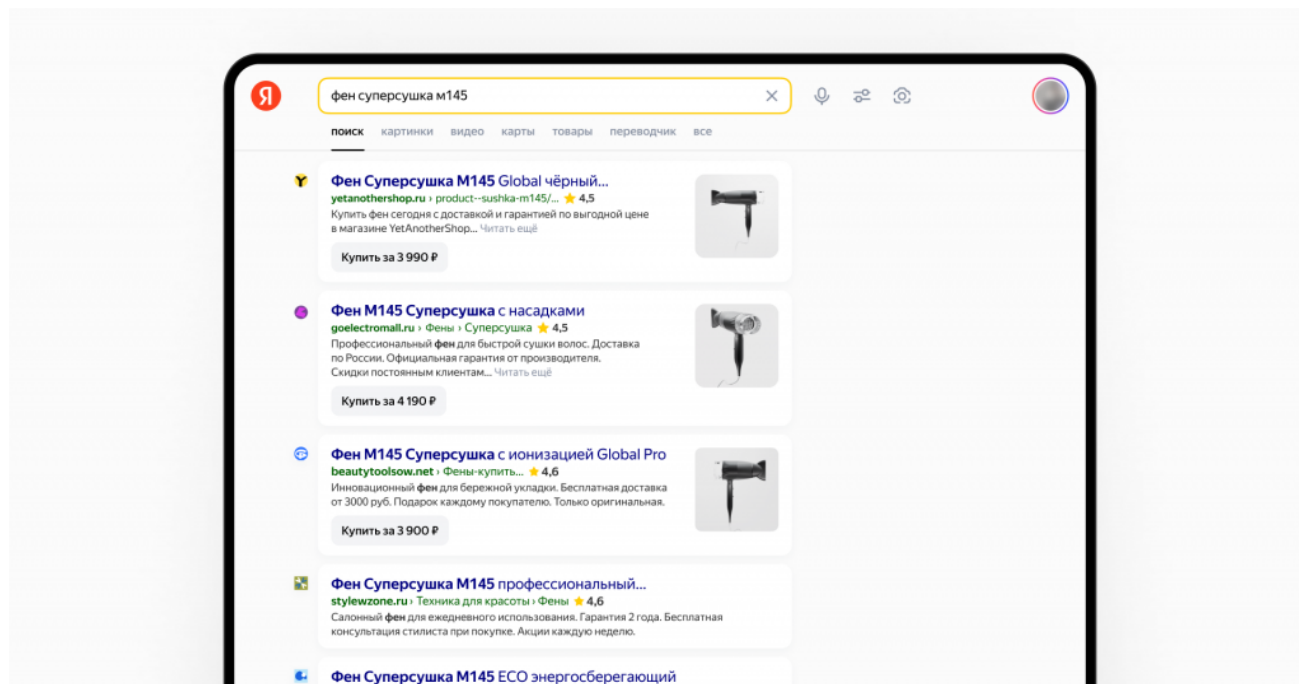 Я
фен суперсушка м145
поиск картинки видео карты товары переводчик все
Фен Суперсушка М145 Global чёрный...
yetanothershop.ru › product--sushka-m145/... 4,5
Купить фен сегодня с доставкой и гарантией по выгодной цене
в магазине YetAnotherShop... Читать ещё
Купить за 3 990 ₽
Фен М145 Суперсушка с насадками
goelectromall.ru › Фены › Суперсушка 4,5
Профессиональный фен для быстрой сушки волос. Доставка
по России. Официальная гарантия от производителя.
Скидки постоянным клиентам... Читать ещё
Купить за 4 190 ₽
Фен М145 Суперсушка с ионизацией Global Pro
beautytoolsow.net › Фены-купить... 4,6
Инновационный фен для бережной укладки. Бесплатная доставка
от 3000 руб. Подарок каждому покупателю. Только оригинальная.
Купить за 3 900 ₽
Фен Суперсушка М145 профессиональный...
stylewzone.ru › Техника для красоты › Фены 4,6
Салонный фен для ежедневного использования. Гарантия 2 года. Бесплатная
консультация стилиста при покупке. Акции каждую неделю.
Фен Суперсушка М145 ECO энергосберегающий